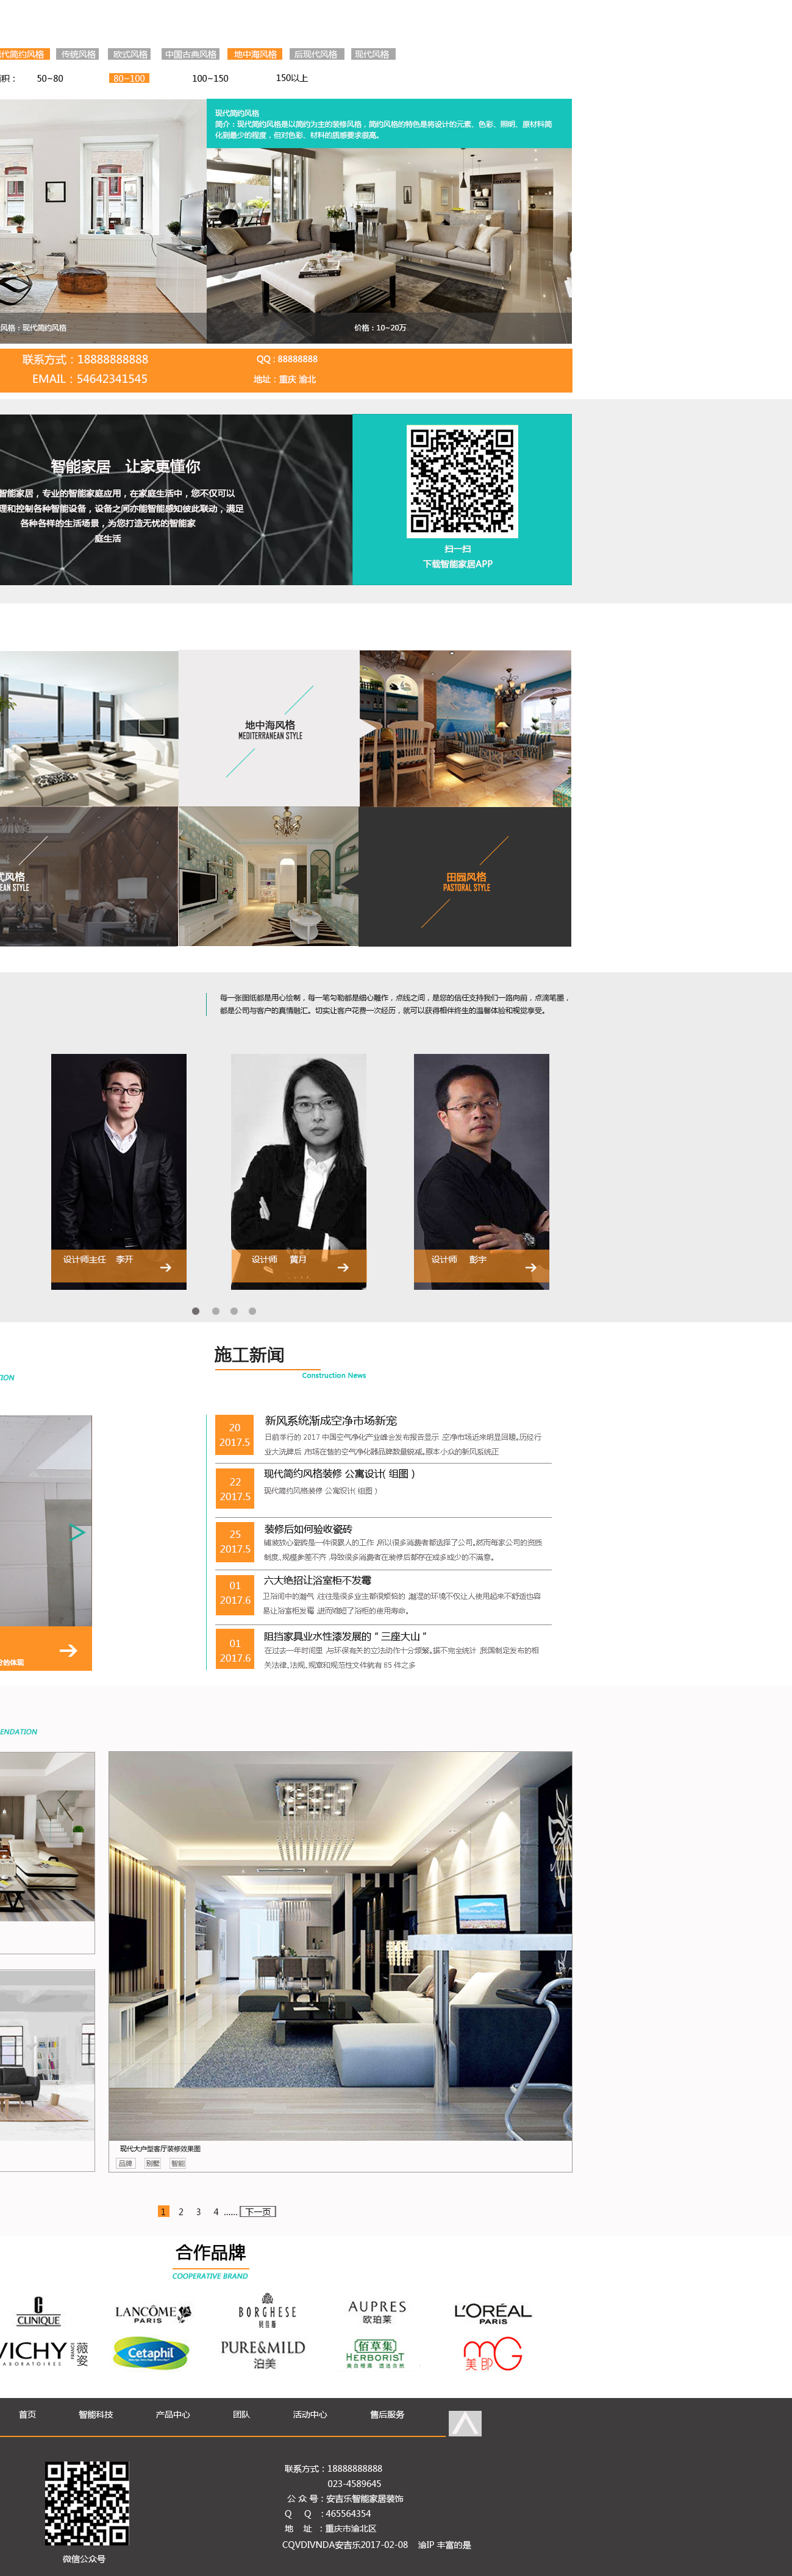 现代简约风格 传统风格 欧式风格 中国古典风格 地中海风格 后现代风格 现代风格
面积： 50~80 80~100 100~150 150以上
现代简约风格
简介：现代简约风格是以简约为主的装修风格，简约风格的特色是将设计的元素、色彩、照明、原材料简
化到最少的程度，但对色彩、材料的质感要求很高。
风格：现代简约风格
价格：10~20万
联系方式：18888888888
QQ : 88888888
EMAIL：54642341545
地址：重庆 渝北
智能家居 让家更懂你
智能家居，专业的智能家庭应用，在家庭生活中，您不仅可以
理和控制各种智能设备，设备之间亦能智能感知彼此联动，满足
各种各样的生活场景，为您打造无忧的智能家
庭生活
扫一扫
下载智能家居APP
地中海风格
MEDITERRANEAN STYLE
式风格
EAN STYLE
田园风格
PASTORAL STYLE
每一张图纸都是用心绘制，每一笔勾勒都是细心雕作，点线之间，是您的信任支持我们一路向前，点滴笔墨，
都是公司与客户的真情融汇。切实让客户花费一次经历，就可以获得相伴终生的温馨体验和视觉享受。
设计师主任 李开
设计师 黄月
设计师 彭宇
TION
施工新闻
Construction News
20
2017.5
新风系统渐成空净市场新宠
日前举行的 2017 中国空气净化产业峰会发布报告显示 ,空净市场近来明显回暖。历经行
业大洗牌后 ,市场在售的空气净化器品牌数量锐减。原本小众的新风系统正
22
2017.5
现代简约风格装修 公寓设计( 组图 )
现代简约风格装修 公寓设计( 组图 )
25
2017.5
装修后如何验收瓷砖
铺装放心瓷砖是一件很累人的工作 ,所以很多消费者都选择了公司。然而每家公司的资质
制度、规模参差不齐 ,导致很多消费者在装修后都存在或多或少的不满意。
01
2017.6
六大绝招让浴室柜不发霉
卫浴间中的潮气 ,往往是很多业主都很烦恼的 ,潮湿的环境不仅让人使用起来不舒适也容
易让浴室柜发霉 ,进而缩短了浴柜的使用寿命。
01
2017.6
阻挡家具业水性漆发展的 " 三座大山 "
在过去一年时间里 ,与环保有关的立法动作十分频繁。据不完全统计 ,我国制定发布的相
关法律、法规、规章和规范性文件就有 85 件之多
的体现
ENDATION
现代大户型客厅装修效果图
品牌 别墅 智能
1 2 3 4 ...... 下一页
合作品牌
COOPERATIVE BRAND
CLINIQUE
LANCÔME
PARIS
BORGHESE
贝佳斯
AUPRES
欧珀莱
L'ORÉAL
PARIS
VICHY
LABORATOIRES
薇姿
Cetaphil
PURE&MILD
泊美
佰草集
HERBORIST
MG
美即
首页 智能科技 产品中心 团队 活动中心 售后服务
联系方式：18888888888
023-4589645
公 众 号：安吉乐智能家居装饰
Q Q : 465564354
地 址 ：重庆市渝北区
CQVDIVNDA安吉乐2017-02-08 渝IP 丰富的是
微信公众号